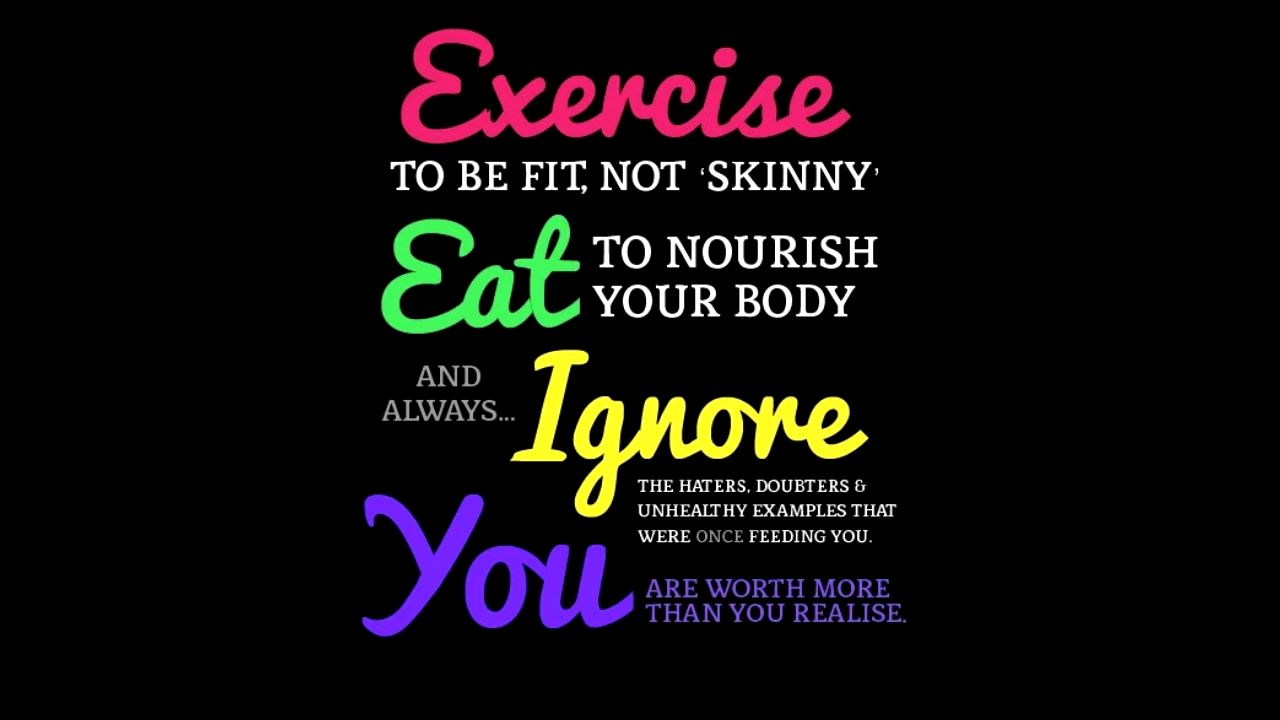 Exercise
TO BE FIT, NOT ‘SKINNY’
Eat
TO NOURISH
YOUR BODY
AND
ALWAYS...
Ignore
THE HATERS, DOUBTERS &
UNHEALTHY EXAMPLES THAT
WERE ONCE FEEDING YOU.
You
ARE WORTH MORE
THAN YOU REALISE.